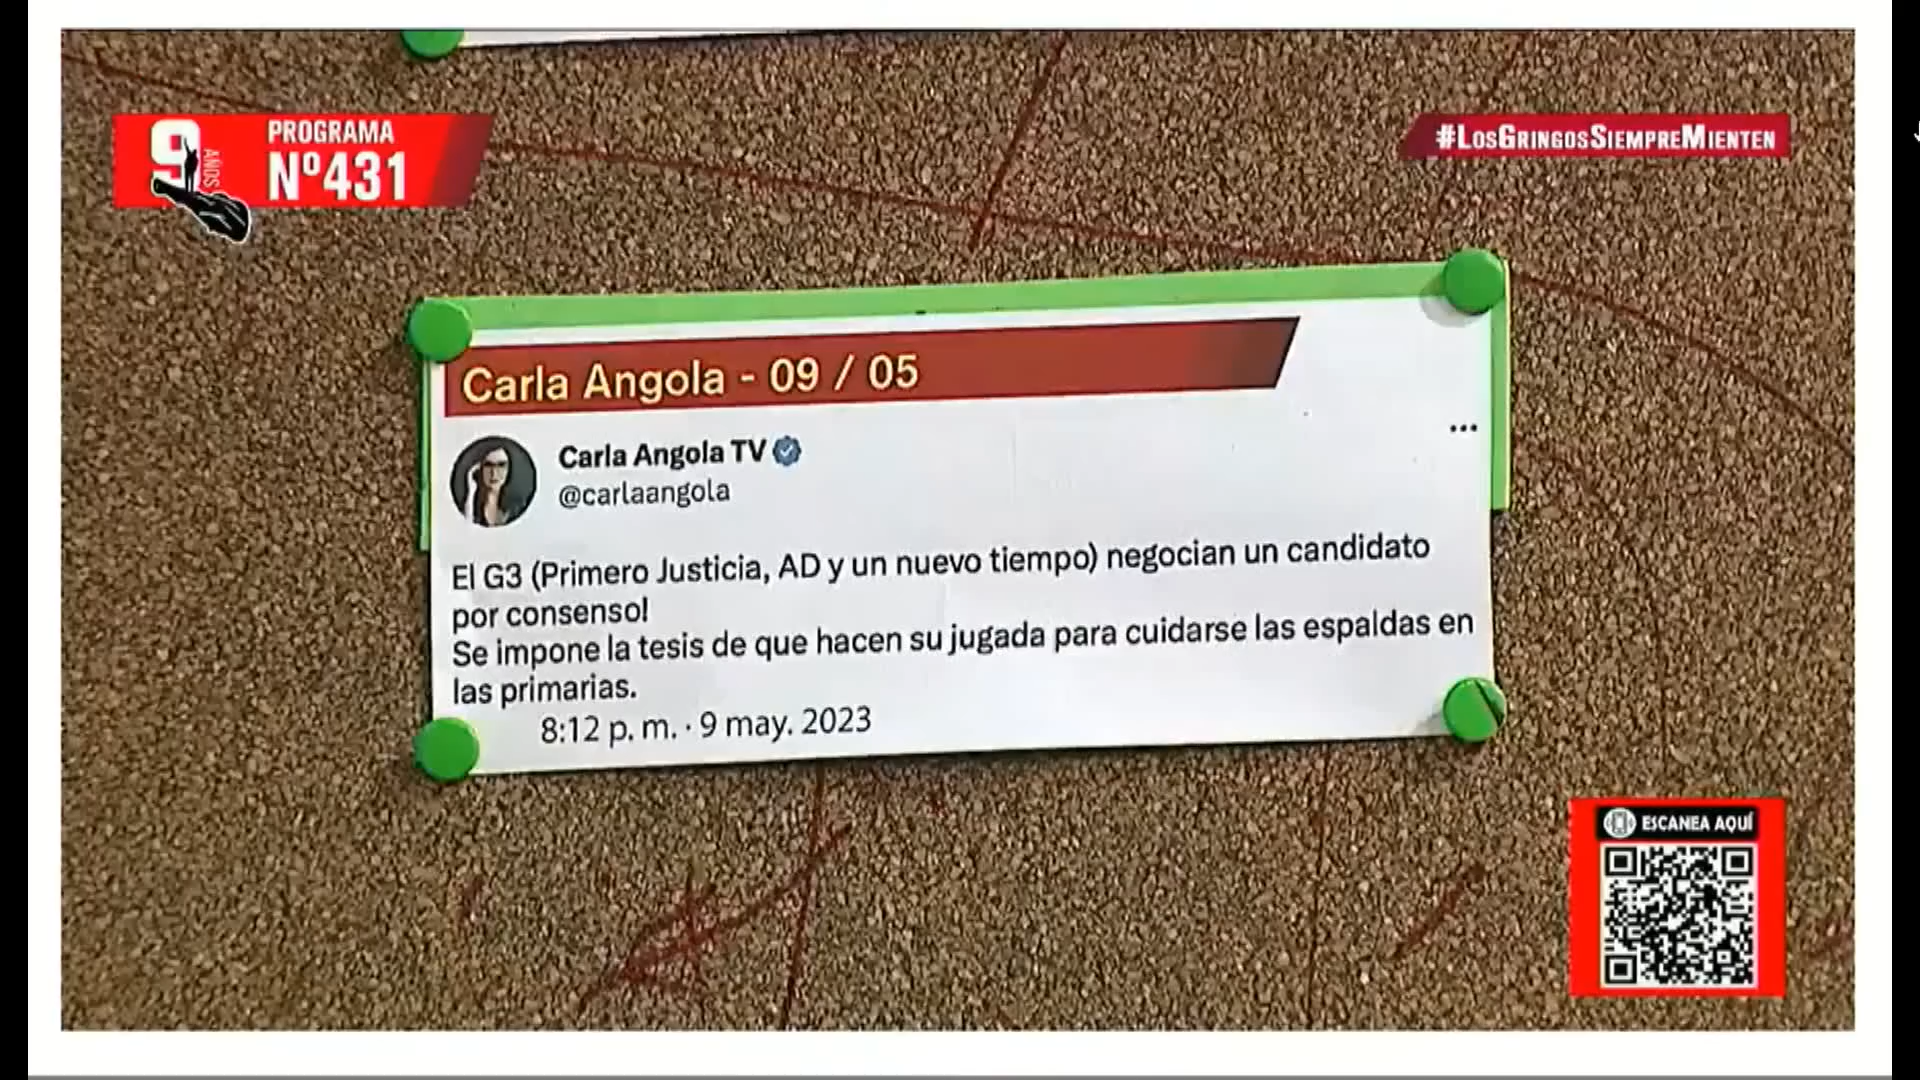 9 AÑOS
PROGRAMA
Nº431
#LosGringosSiempreMienten
Carla Angola - 09 / 05
Carla Angola TV
@carlaangola
El G3 (Primero Justicia, AD y un nuevo tiempo) negocian un candidato
por consenso!
Se impone la tesis de que hacen su jugada para cuidarse las espaldas en
las primarias.
8:12 p. m. · 9 may. 2023
ESCANEA AQUÍ